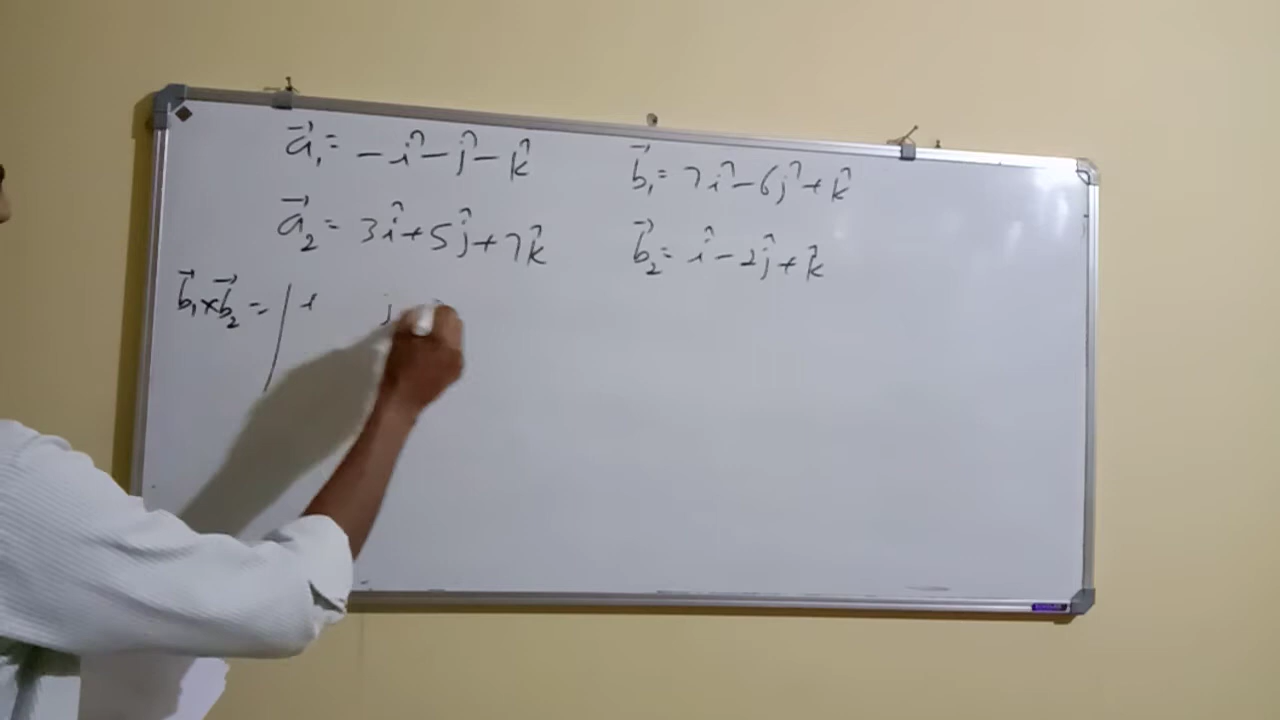 a⃗₁ = -î - ĵ - k̂
b⃗₁ = 7î - 6ĵ + k̂
a⃗₂ = 3î + 5ĵ + 7k̂
b⃗₂ = î - 2ĵ + k̂
b⃗₁ × b⃗₂ = | i j